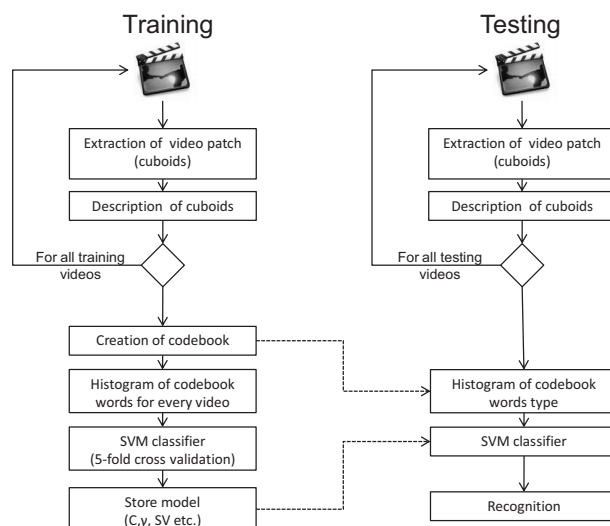 Training
Extraction of video patch
(cuboids)
Description of cuboids
For all training
videos
Creation of codebook
Histogram of codebook
words for every video
SVM classifier
(5-fold cross validation)
Store model
(C,γ, SV etc.)
Testing
Extraction of video patch
(cuboids)
Description of cuboids
For all testing
videos
Histogram of codebook
words type
SVM classifier
Recognition